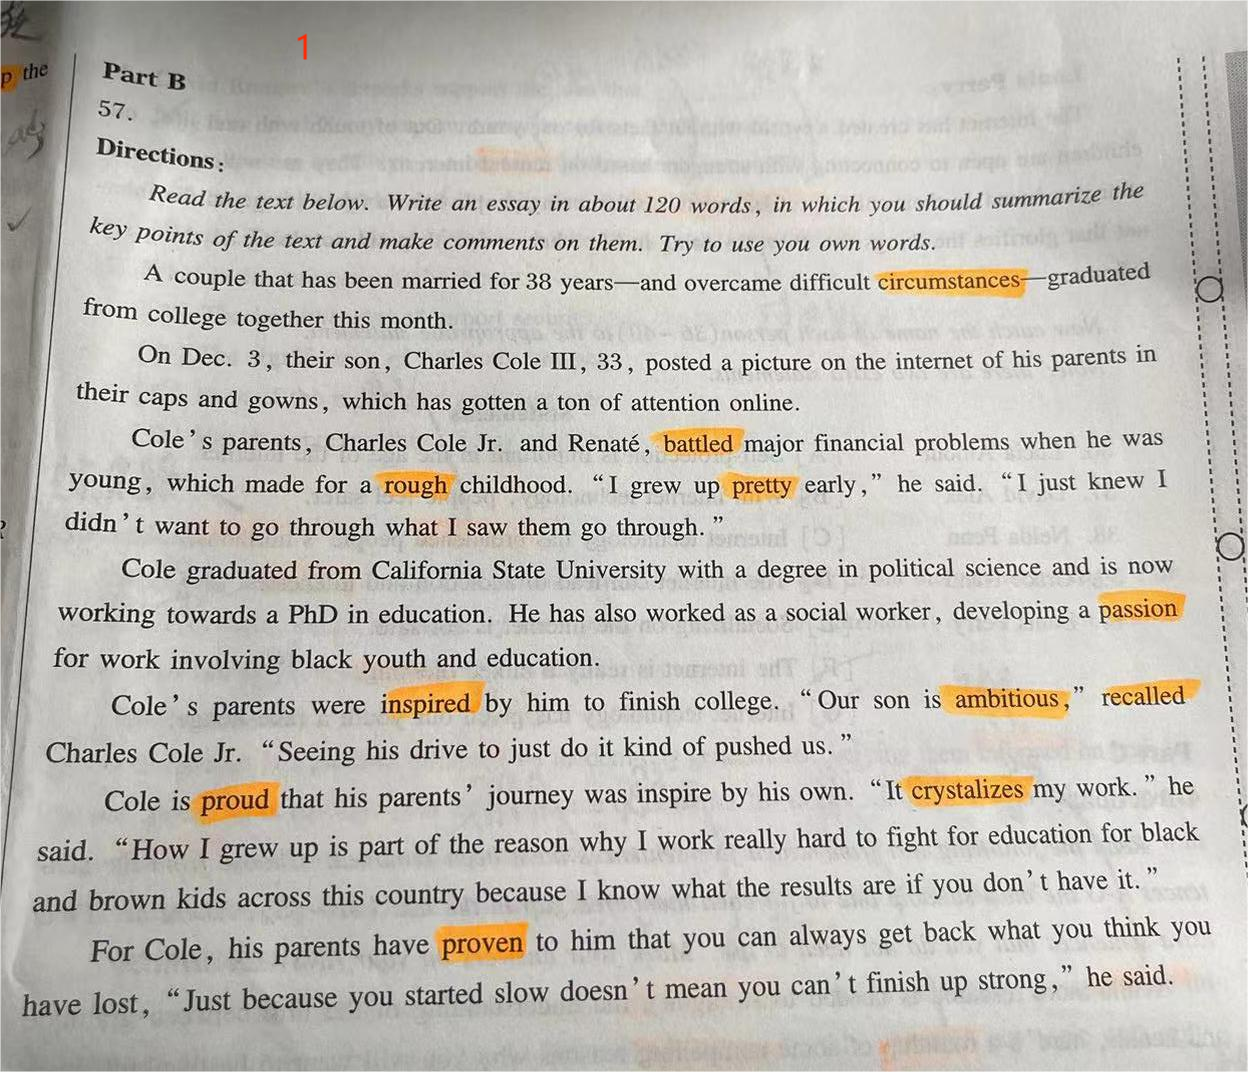 1
p the
Part B
57.
adj
Directions:
Read the text below. Write an essay in about 120 words, in which you should summarize the
key points of the text and make comments on them. Try to use you own words.
A couple that has been married for 38 years—and overcame difficult circumstances—graduated
from college together this month.
On Dec. 3, their son, Charles Cole III, 33, posted a picture on the internet of his parents in
their caps and gowns, which has gotten a ton of attention online.
Cole's parents, Charles Cole Jr. and Renaté, battled major financial problems when he was
young, which made for a rough childhood. "I grew up pretty early," he said. "I just knew I
didn't want to go through what I saw them go through."
Cole graduated from California State University with a degree in political science and is now
working towards a PhD in education. He has also worked as a social worker, developing a passion
for work involving black youth and education.
Cole's parents were inspired by him to finish college. "Our son is ambitious," recalled
Charles Cole Jr. "Seeing his drive to just do it kind of pushed us."
Cole is proud that his parents' journey was inspire by his own. "It crystalizes my work." he
said. "How I grew up is part of the reason why I work really hard to fight for education for black
and brown kids across this country because I know what the results are if you don't have it."
For Cole, his parents have proven to him that you can always get back what you think you
have lost, "Just because you started slow doesn't mean you can't finish up strong," he said.